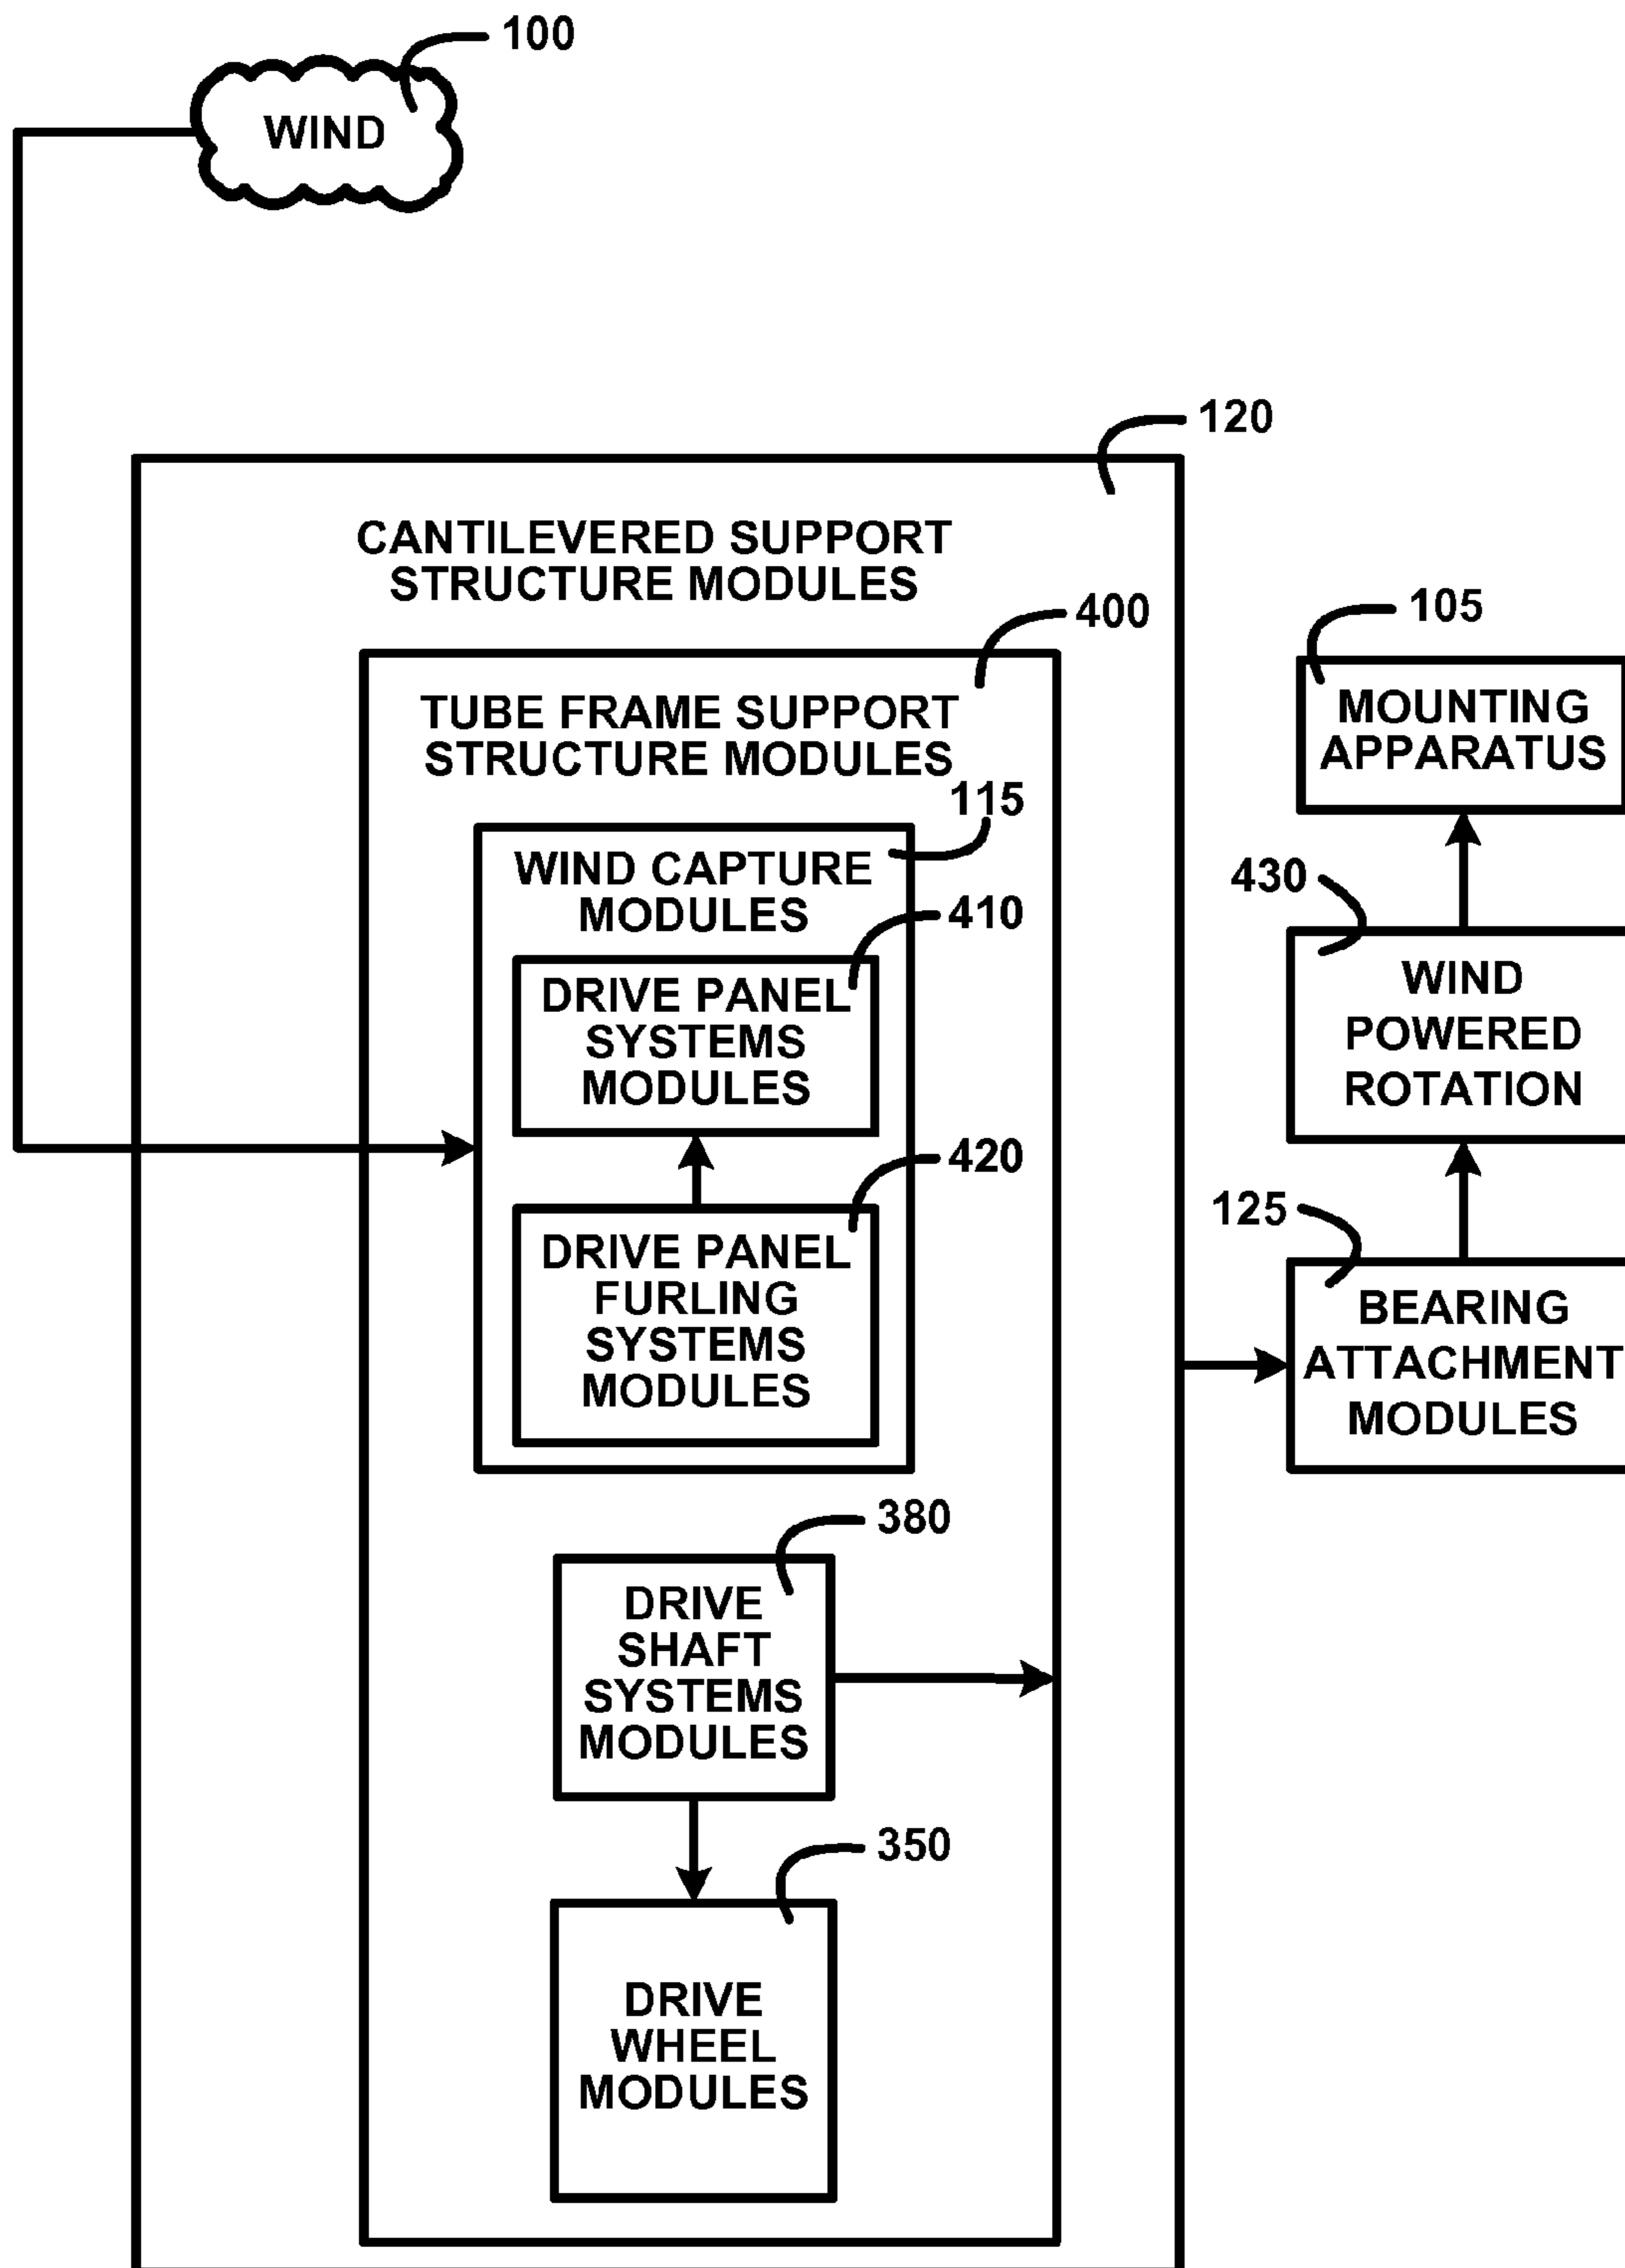 100
WIND
120
CANTILEVERED SUPPORT
STRUCTURE MODULES
400
TUBE FRAME SUPPORT
STRUCTURE MODULES
115
WIND CAPTURE
MODULES
410
DRIVE PANEL
SYSTEMS
MODULES
420
DRIVE PANEL
FURLING
SYSTEMS
MODULES
380
DRIVE
SHAFT
SYSTEMS
MODULES
350
DRIVE
WHEEL
MODULES
105
MOUNTING
APPARATUS
430
WIND
POWERED
ROTATION
125
BEARING
ATTACHMENT
MODULES